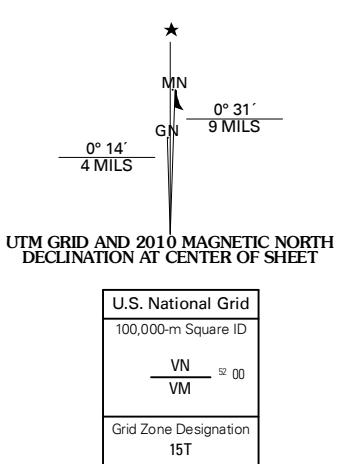 ★
MN
0° 31´
9 MILS
GN
0° 14´
4 MILS
UTM GRID AND 2010 MAGNETIC NORTH
DECLINATION AT CENTER OF SHEET
U.S. National Grid
100,000-m Square ID
VN
52 00
VM
Grid Zone Designation
15T